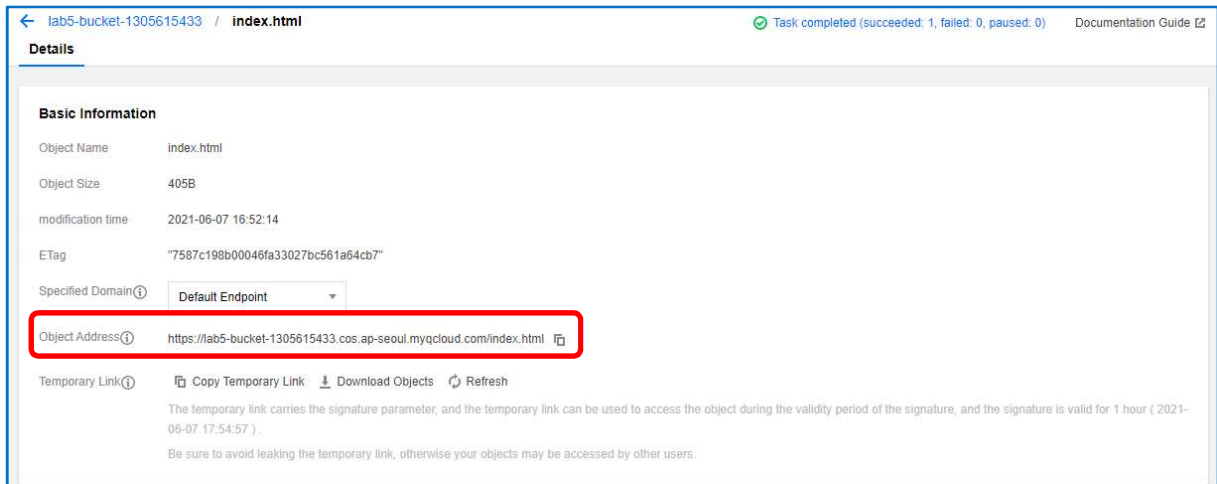 lab5-bucket-1305615433 / index.html
Task completed (succeeded: 1, failed: 0, paused: 0)
Documentation Guide
Details
Basic Information
Object Name index.html
Object Size 405B
modification time 2021-06-07 16:52:14
ETag "7587c198b00046fa33027bc561a64cb7"
Specified Domain Default Endpoint
Object Address https://lab5-bucket-1305615433.cos.ap-seoul.myqcloud.com/index.html
Temporary Link Copy Temporary Link Download Objects Refresh
The temporary link carries the signature parameter, and the temporary link can be used to access the object during the validity period of the signature, and the signature is valid for 1 hour ( 2021-
06-07 17:54:57 ) .
Be sure to avoid leaking the temporary link, otherwise your objects may be accessed by other users.